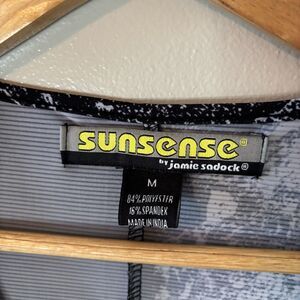 sunsense®
by jamie sadock®
M
84% POLYESTER
16% SPANDEX
MADE IN INDIA